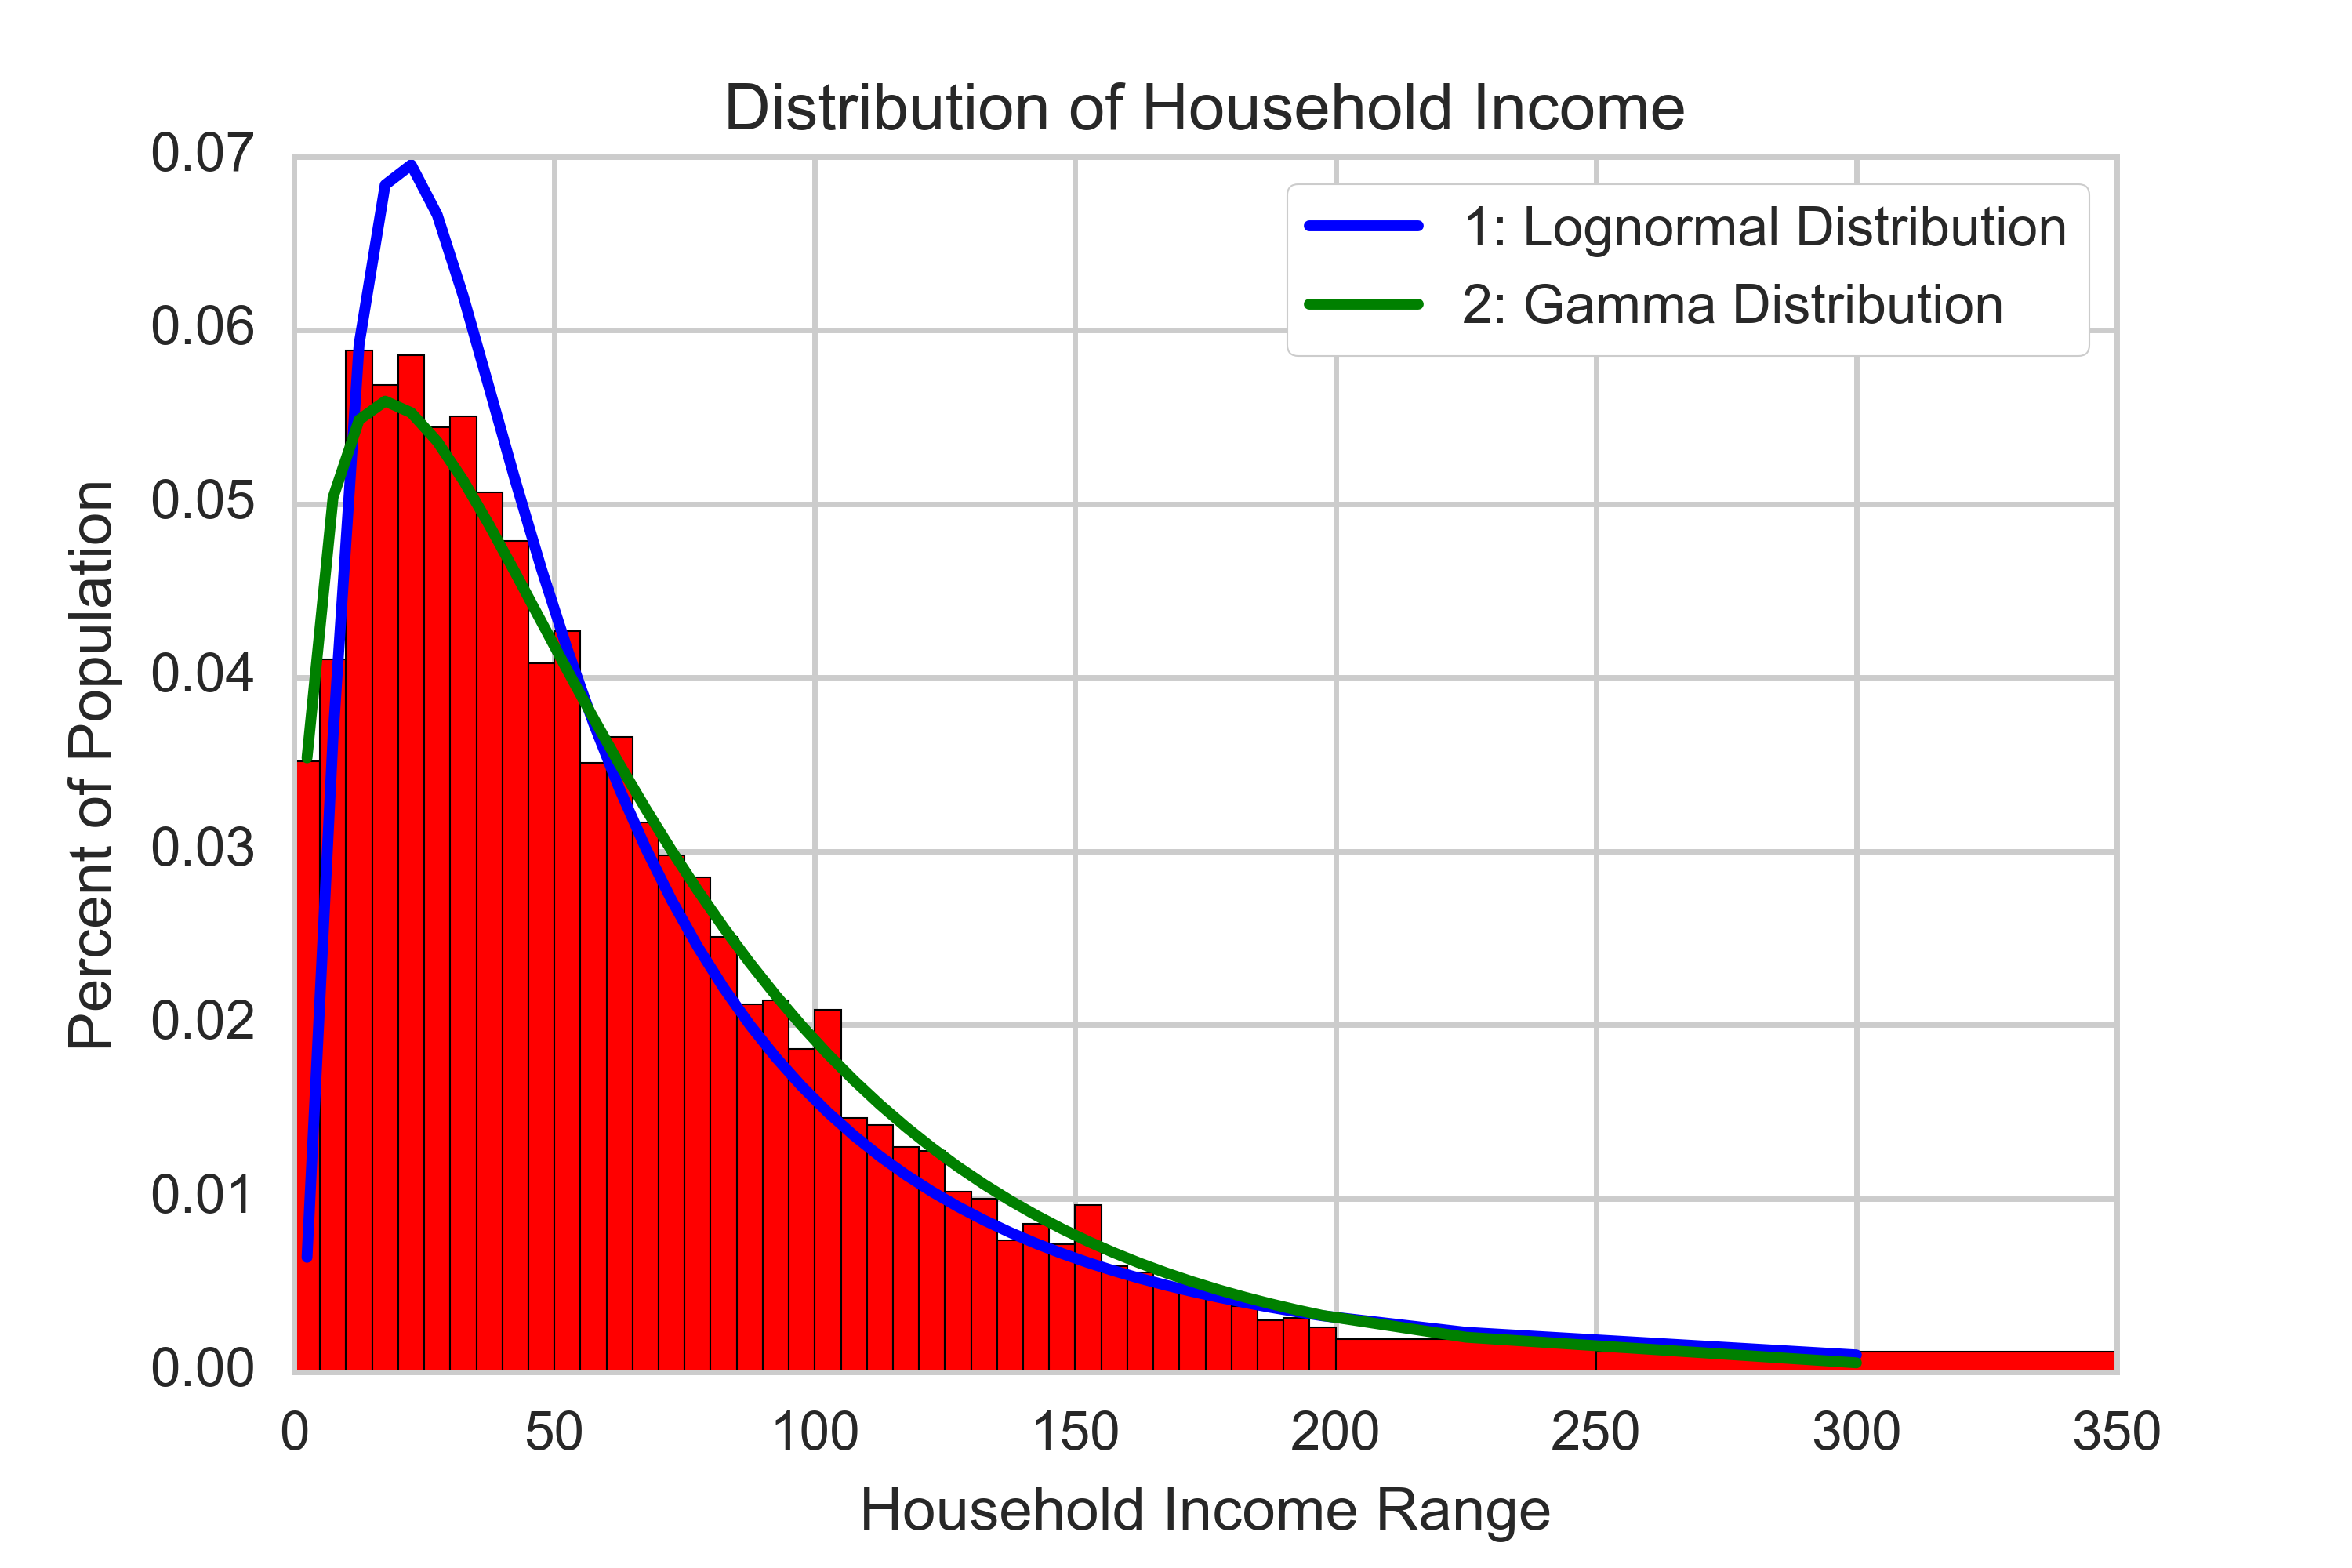 Distribution of Household Income
0.07
0.06
0.05
0.04
0.03
0.02
0.01
0.00
Percent of Population
1: Lognormal Distribution
2: Gamma Distribution
0 50 100 150 200 250 300 350
Household Income Range